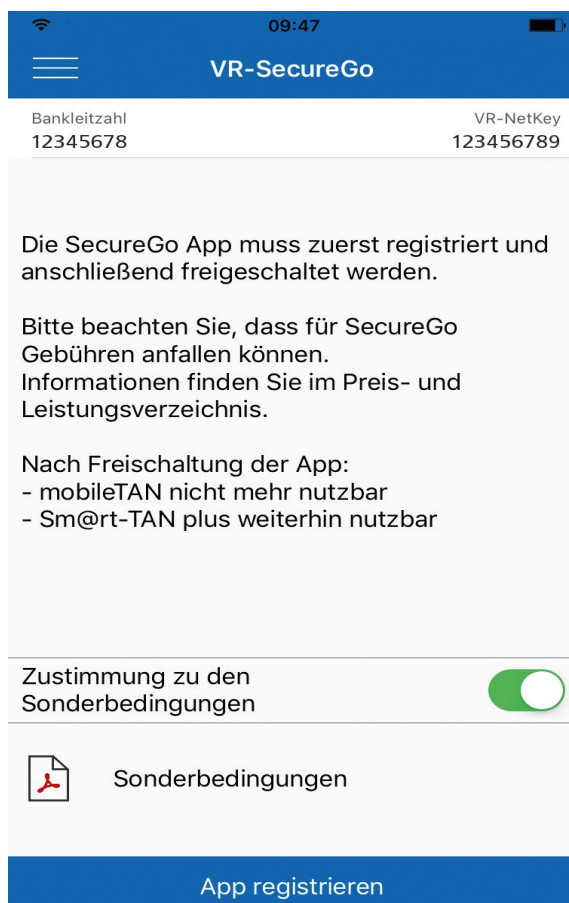 09:47
VR-SecureGo
Bankleitzahl VR-NetKey
12345678 123456789
Die SecureGo App muss zuerst registriert und
anschließend freigeschaltet werden.
Bitte beachten Sie, dass für SecureGo
Gebühren anfallen können.
Informationen finden Sie im Preis- und
Leistungsverzeichnis.
Nach Freischaltung der App:
- mobileTAN nicht mehr nutzbar
- Sm@rt-TAN plus weiterhin nutzbar
Zustimmung zu den
Sonderbedingungen
Sonderbedingungen
App registrieren